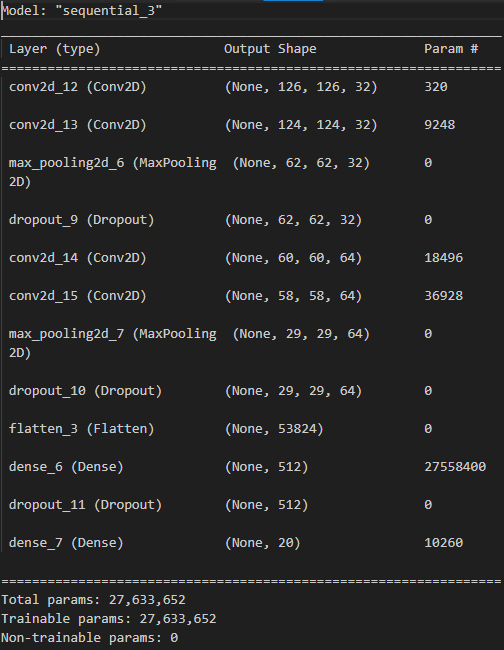 Model: "sequential_3"
Layer (type) Output Shape Param #
=================================================================
conv2d_12 (Conv2D) (None, 126, 126, 32) 320
conv2d_13 (Conv2D) (None, 124, 124, 32) 9248
max_pooling2d_6 (MaxPooling (None, 62, 62, 32) 0
2D)
dropout_9 (Dropout) (None, 62, 62, 32) 0
conv2d_14 (Conv2D) (None, 60, 60, 64) 18496
conv2d_15 (Conv2D) (None, 58, 58, 64) 36928
max_pooling2d_7 (MaxPooling (None, 29, 29, 64) 0
2D)
dropout_10 (Dropout) (None, 29, 29, 64) 0
flatten_3 (Flatten) (None, 53824) 0
dense_6 (Dense) (None, 512) 27558400
dropout_11 (Dropout) (None, 512) 0
dense_7 (Dense) (None, 20) 10260
=================================================================
Total params: 27,633,652
Trainable params: 27,633,652
Non-trainable params: 0